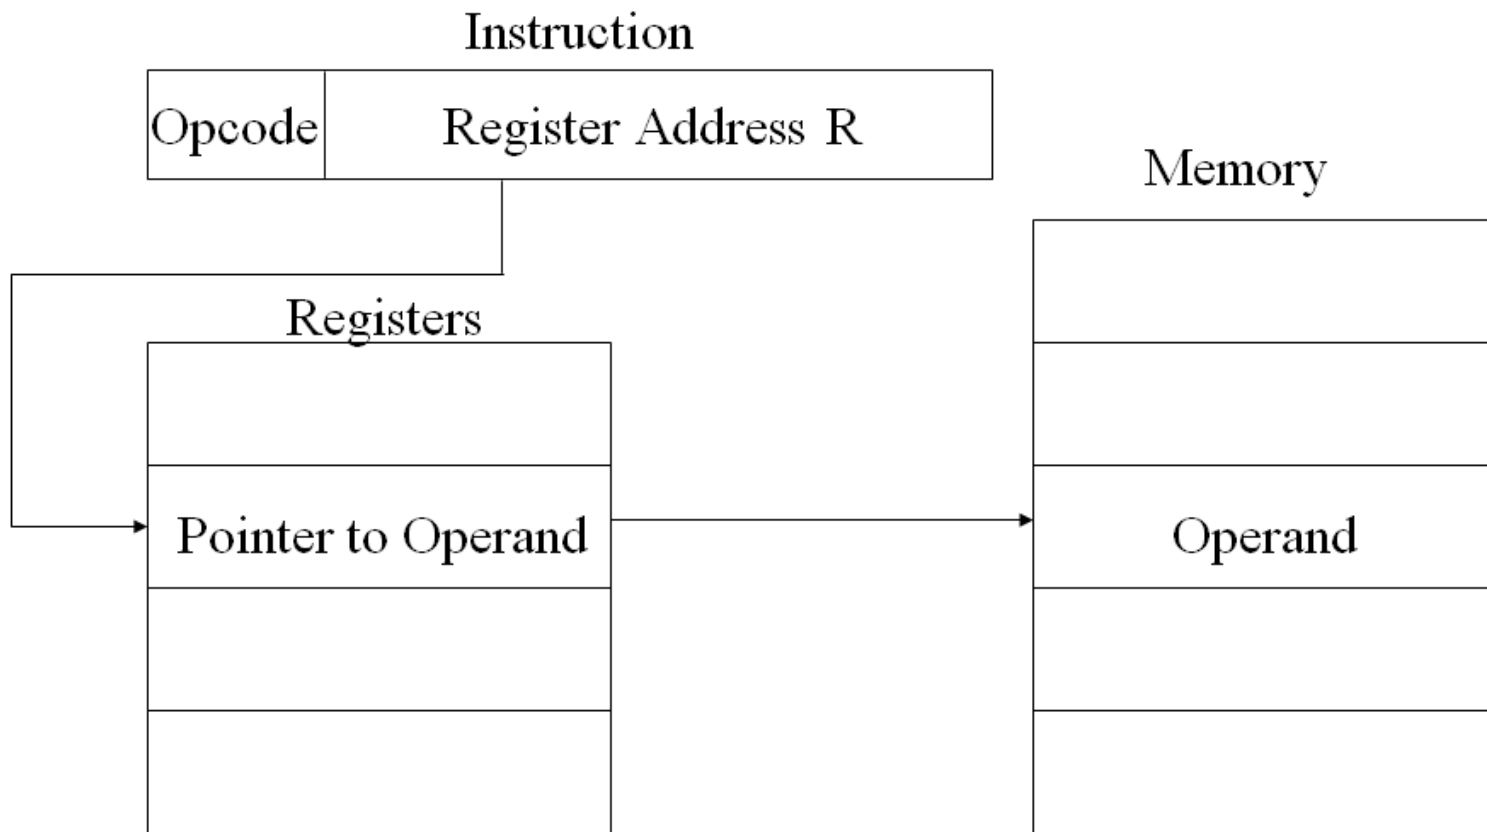 Instruction
Opcode
Register Address R
Memory
Registers
Pointer to Operand
Operand